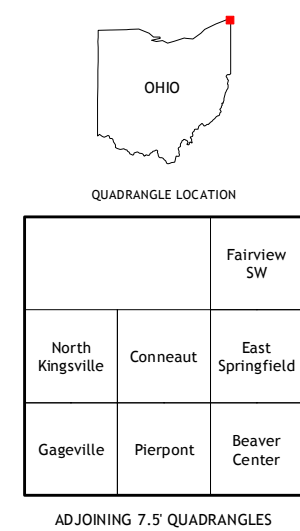 OHIO
QUADRANGLE LOCATION
Fairview
SW
North
Kingsville
Conneaut
East
Springfield
Gageville
Pierpont
Beaver
Center
ADJOINING 7.5' QUADRANGLES